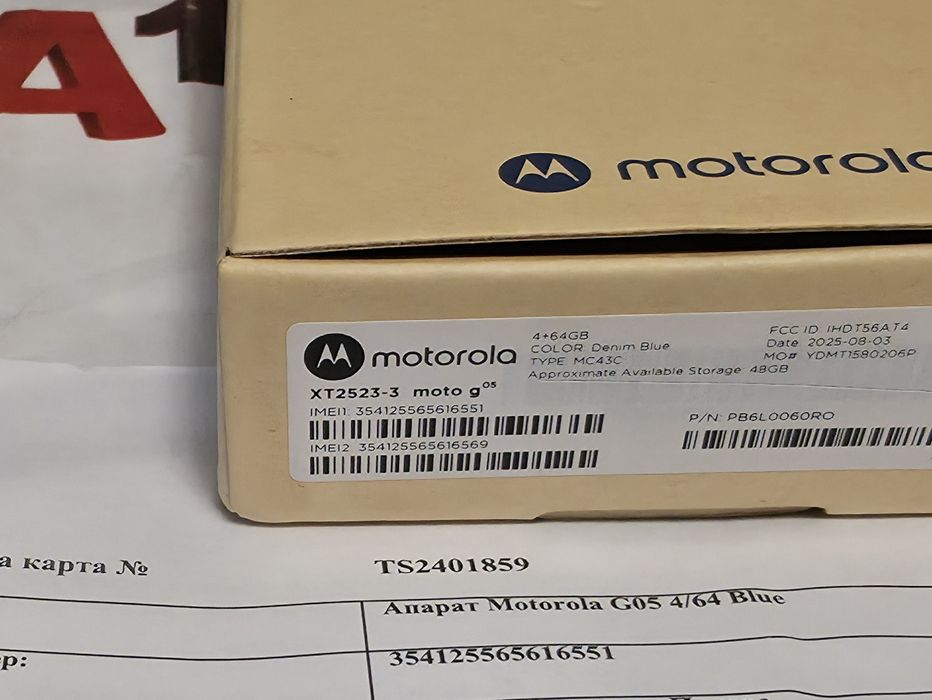 A1
motorola
motorola
4+64GB
COLOR: Denim Blue
TYPE: MC43C
Approximate Available Storage: 48GB
FCC ID: IHDT56AT4
Date: 2025-08-03
MO# YDMT1580206P
XT2523-3 moto g05
IMEI1: 354125565616551
IMEI2: 354125565616569
P/N: PB6L0060RO
а карта № TS2401859
Апарат Motorola G05 4/64 Blue
ер: 354125565616551